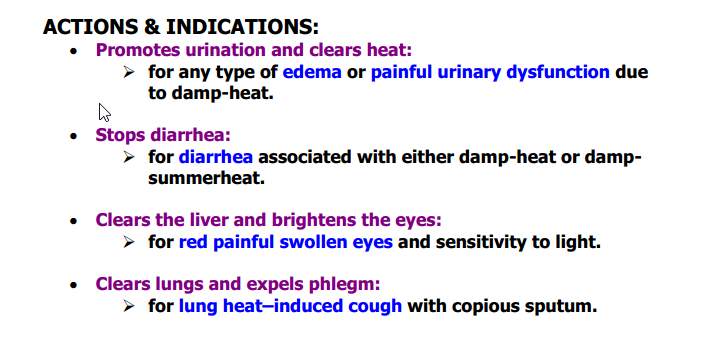 ACTIONS & INDICATIONS:
• Promotes urination and clears heat:
➢ for any type of edema or painful urinary dysfunction due
to damp-heat.
• Stops diarrhea:
➢ for diarrhea associated with either damp-heat or damp-
summerheat.
• Clears the liver and brightens the eyes:
➢ for red painful swollen eyes and sensitivity to light.
• Clears lungs and expels phlegm:
➢ for lung heat–induced cough with copious sputum.